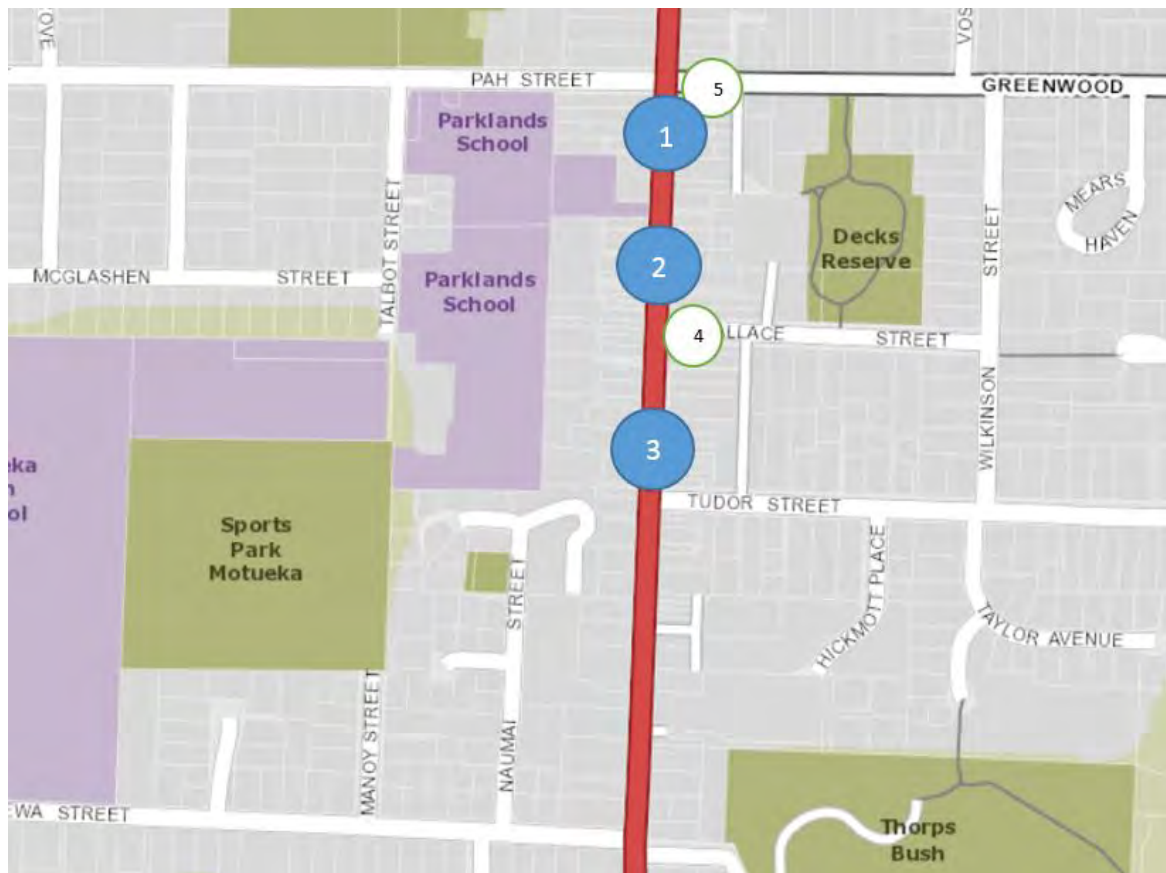 OVE
VOS
PAH STREET
5
GREENWOOD
Parklands
School
1
MEARS
HAVEN
TALBOT STREET
STREET
Decks
Reserve
2
MCGLASHEN STREET
Parklands
School
4
LLACE STREET
WILKINSON
3
eka
n
ol
TUDOR STREET
Sports
Park
Motueka
STREET
HICKMOTT PLACE
TAYLOR AVENUE
MANOY STREET
NAUMAI
EWA STREET
Thorps
Bush